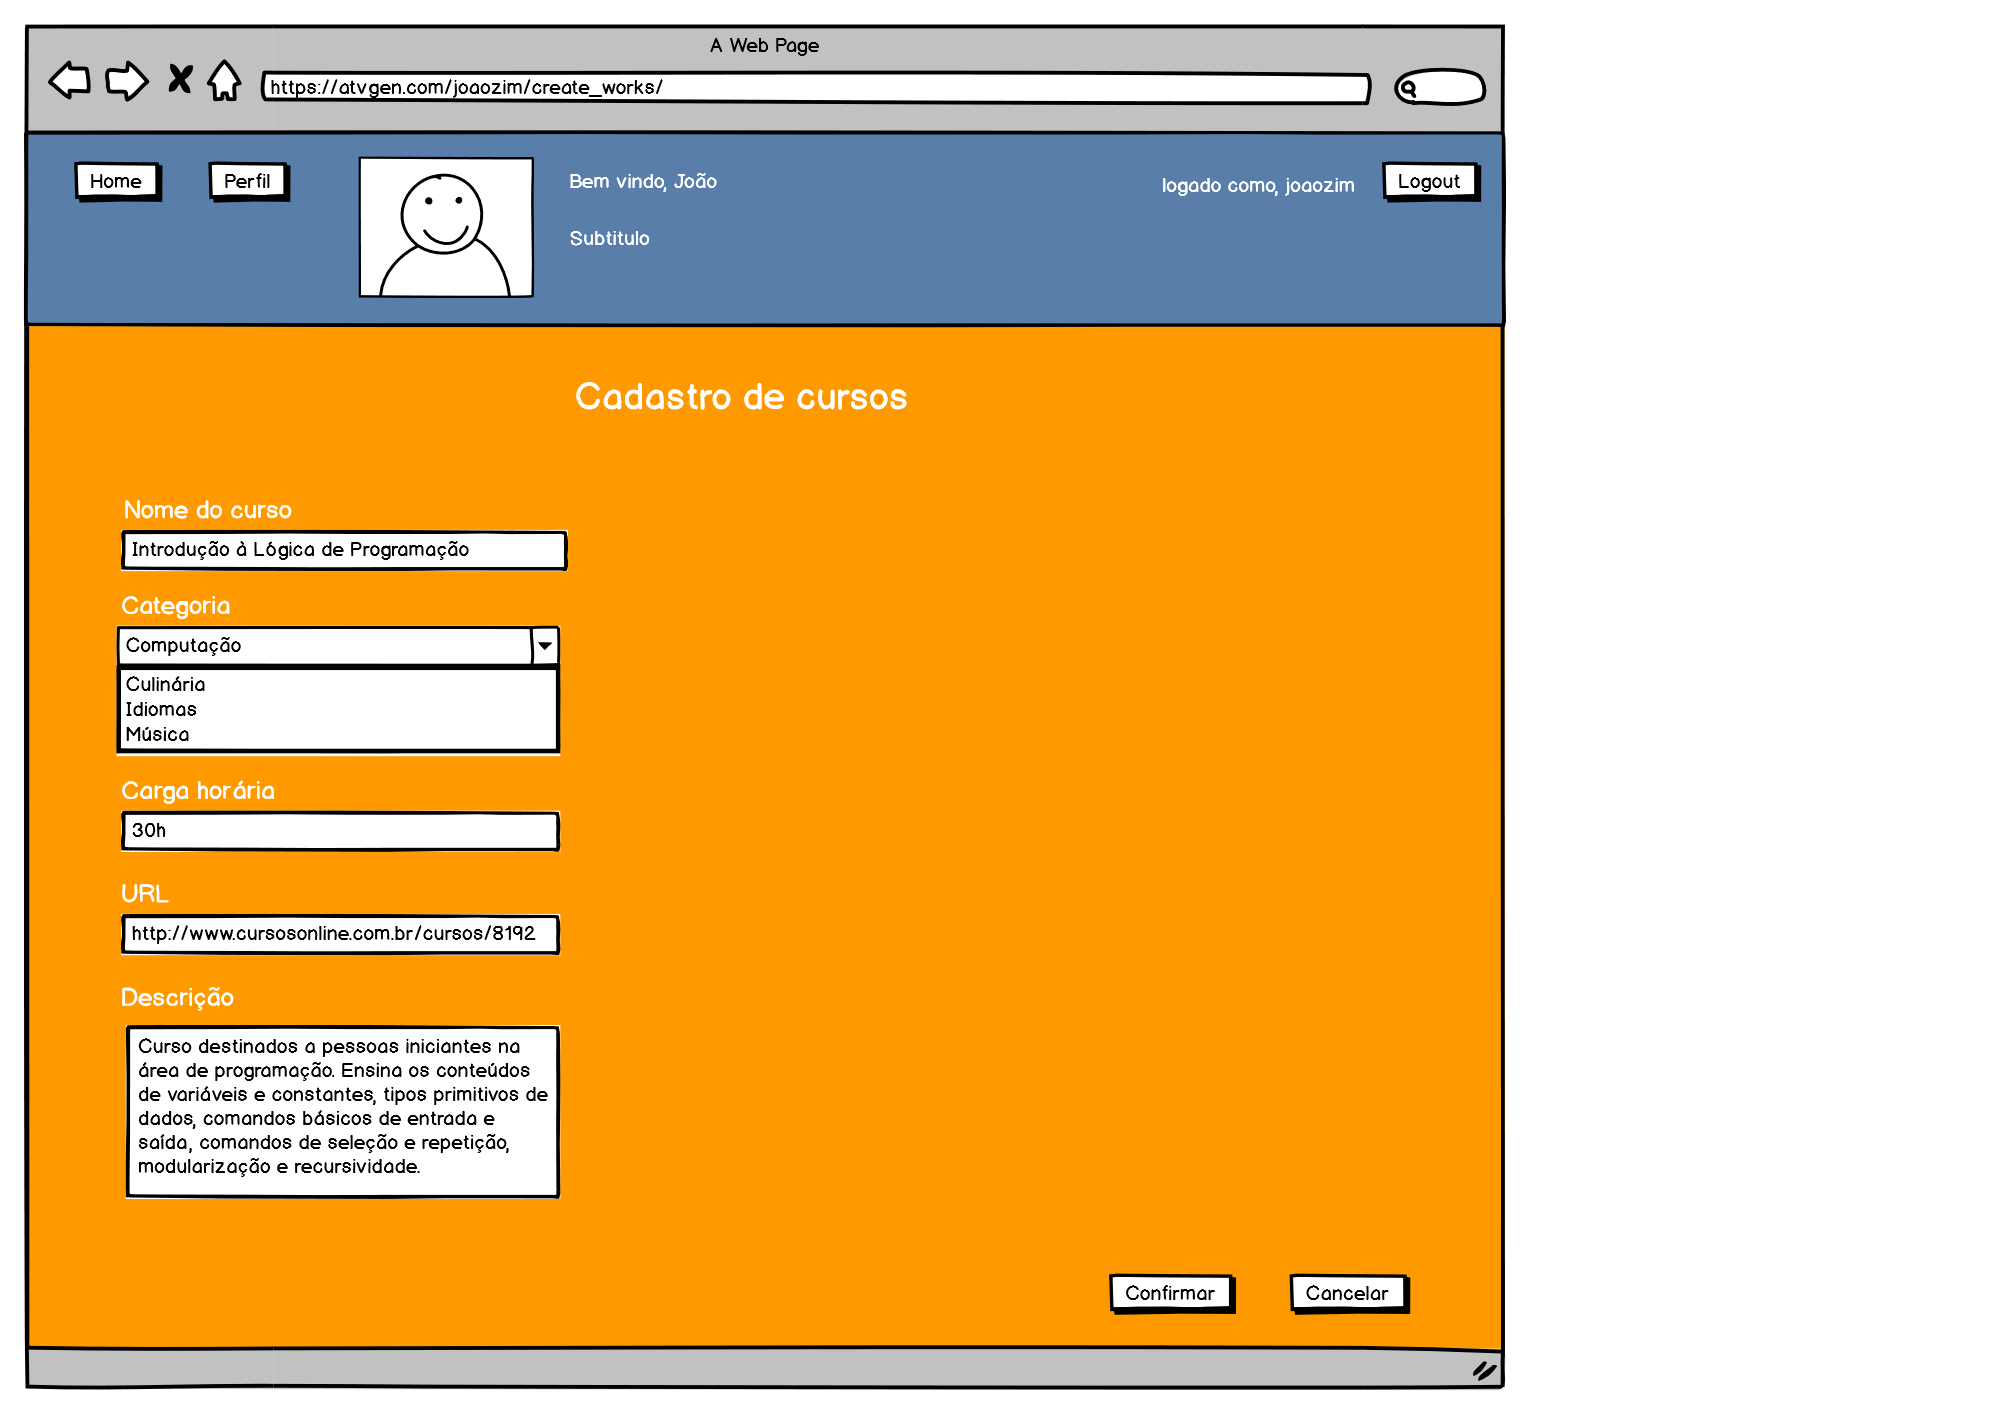 A Web Page
https://atvgen.com/joaozim/create_works/
Home
Perfil
Bem vindo, João
logado como, joaozim
Logout
Subtitulo
Cadastro de cursos
Nome do curso
Introdução à Lógica de Programação
Categoria
Computação
Culinária
Idiomas
Música
Carga horária
30h
URL
http://www.cursosonline.com.br/cursos/8192
Descrição
Curso destinados a pessoas iniciantes na
área de programação. Ensina os conteúdos
de variáveis e constantes, tipos primitivos de
dados, comandos básicos de entrada e
saída, comandos de seleção e repetição,
modularização e recursividade.
Confirmar
Cancelar